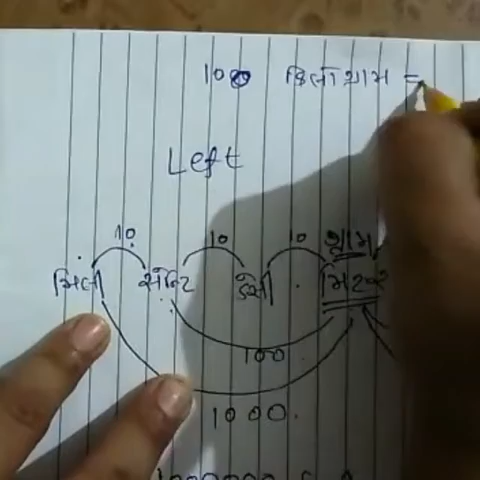 100 કિલોગ્રામ =
Left
10 10 10 ગ્રામ
મિલી સેન્ટિ ડેસી મિટર
100
1000